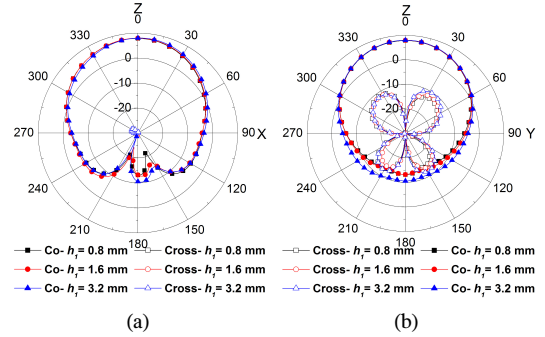 (a) Z (b) Z
0 0
330 30 330 30
300 60 300 60
0 0
-10 -10
-20 -20
270 90 X 270 90 Y
240 120 240 120
210 150 210 150
180 180
Co- h1= 0.8 mm Cross- h1= 0.8 mm Cross- h1= 0.8 mm Co- h1= 0.8 mm
Co- h1= 1.6 mm Cross- h1= 1.6 mm Cross- h1= 1.6 mm Co- h1= 1.6 mm
Co- h1= 3.2 mm Cross- h1= 3.2 mm Cross- h1= 3.2 mm Co- h1= 3.2 mm
(a) (b)